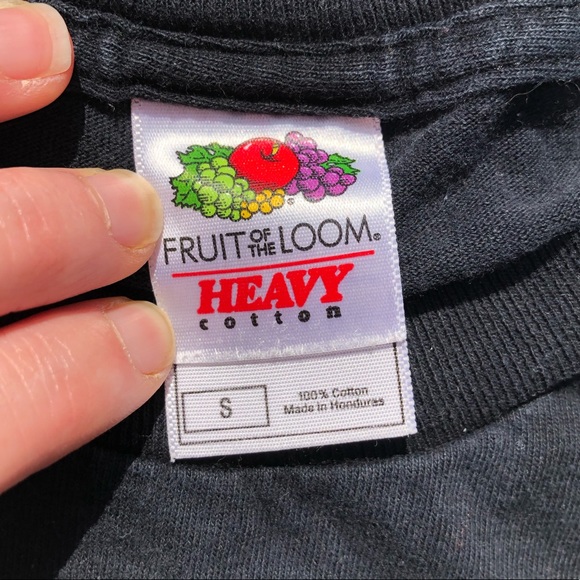 FRUIT OF THE LOOM®
HEAVY
cotton
S
100% Cotton
Made in Honduras